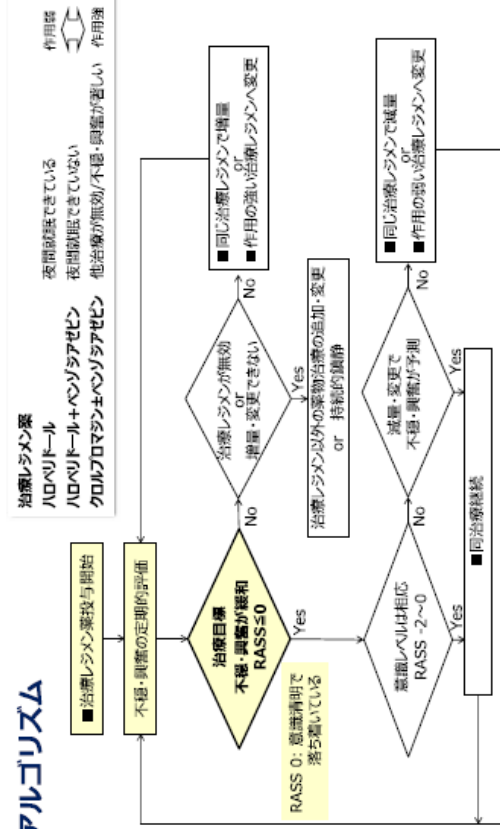 アルゴリズム
治療レジメン薬
ハロペリドール 夜間就眠できている 作用弱
ハロペリドール＋ベンゾジアゼピン 夜間就眠できていない
クロルプロマジン±ベンゾジアゼピン 他治療が無効/不穏・興奮が著しい 作用強
■治療レジメン薬投与開始
不穏・興奮の定期的評価
治療目標
不穏・興奮が緩和
RASS≦0
No
治療レジメンが無効
or
増量・変更できない
No
■同じ治療レジメンで増量
or
■作用の強い治療レジメンへ変更
Yes
治療レジメン以外の薬物治療の追加・変更
or 持続的鎮静
Yes
RASS 0: 意識清明で
落ち着いている
意識レベルは相応
RASS -2～0
No
減量・変更で
不穏・興奮が予測
No
■同じ治療レジメンで減量
or
■作用の弱い治療レジメンへ変更
Yes
Yes
■同治療継続